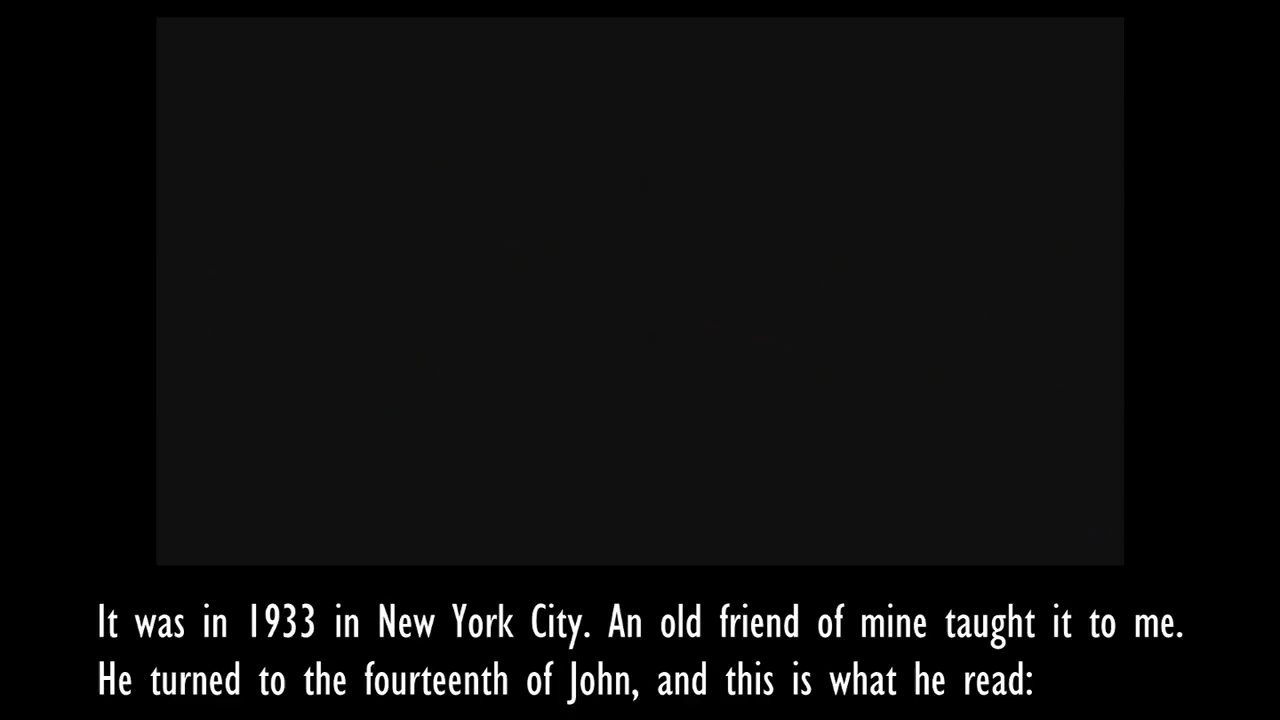 It was in 1933 in New York City. An old friend of mine taught it to me.
He turned to the fourteenth of John, and this is what he read: